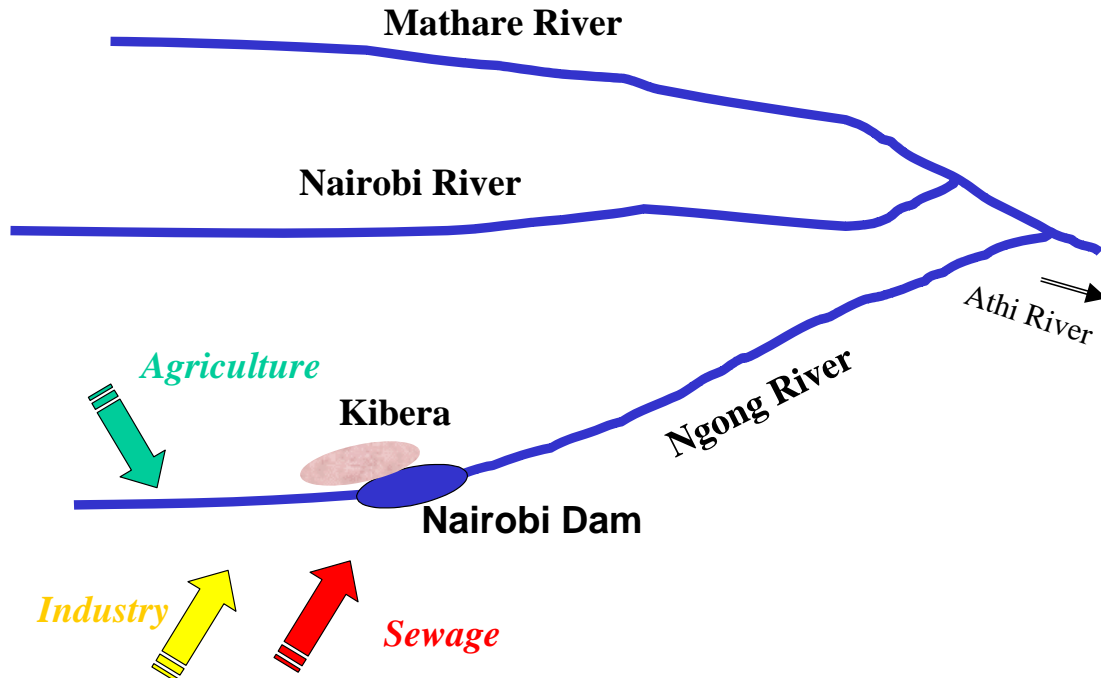 Mathare River
Nairobi River
Athi River
Agriculture
Ngong River
Kibera
Nairobi Dam
Industry
Sewage